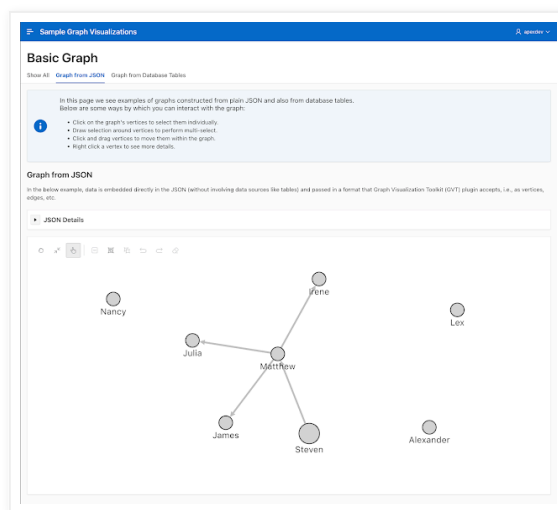 Sample Graph Visualizations
apexdev
Basic Graph
Show All Graph from JSON Graph from Database Tables
In this page we see examples of graphs constructed from plain JSON and also from database tables.
Below are some ways by which you can interact with the graph:
• Click on the graph's vertices to select them individually.
• Draw selection around vertices to perform multi-select.
• Click and drag vertices to move them within the graph.
• Right click a vertex to see more details.
Graph from JSON
In the below example, data is embedded directly in the JSON (without involving data sources like tables) and passed in a format that Graph Visualization Toolkit (GVT) plugin accepts, i.e., as vertices,
edges, etc.
JSON Details
Irene
Nancy
Lex
Julia
Matthew
James
Steven
Alexander